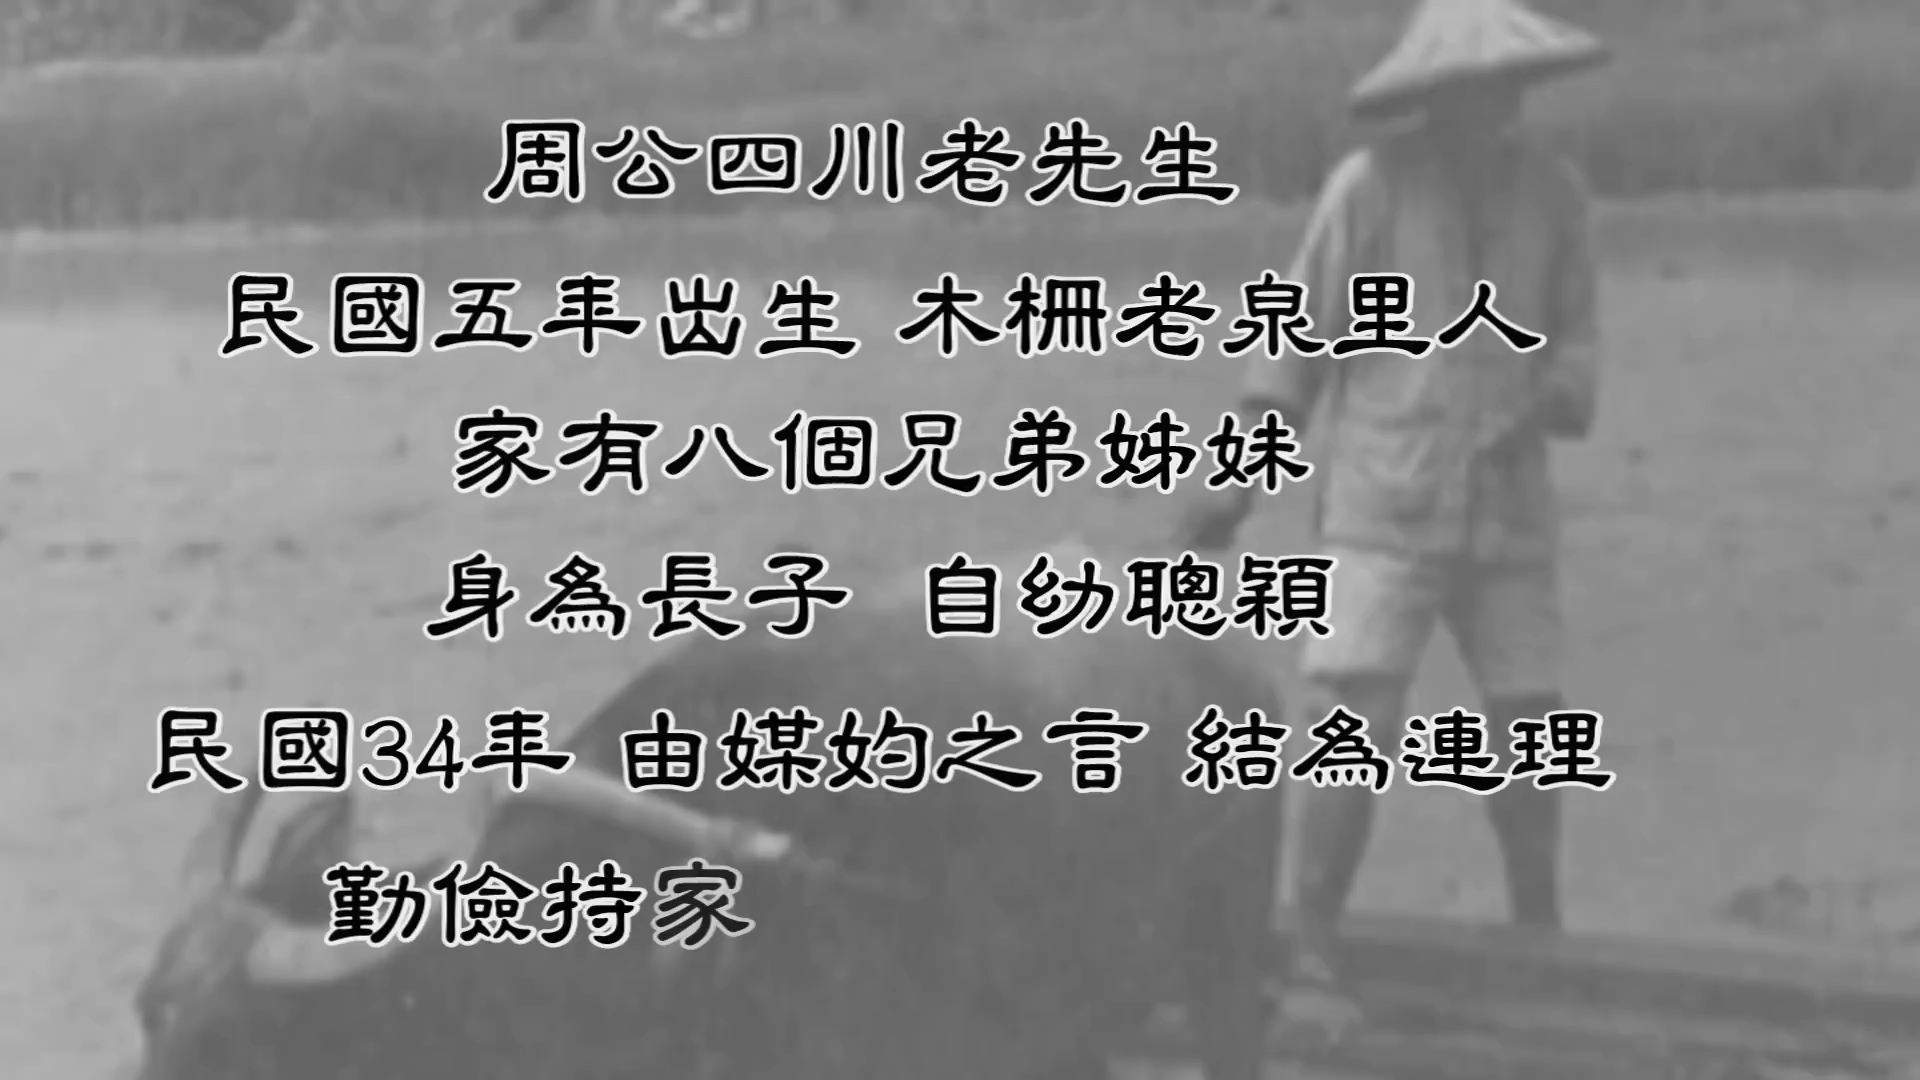 周公四川老先生
民國五年出生 木柵老泉里人
家有八個兄弟姊妹
身為長子 自幼聰穎
民國34年 由媒妁之言 結為連理
勤儉持家